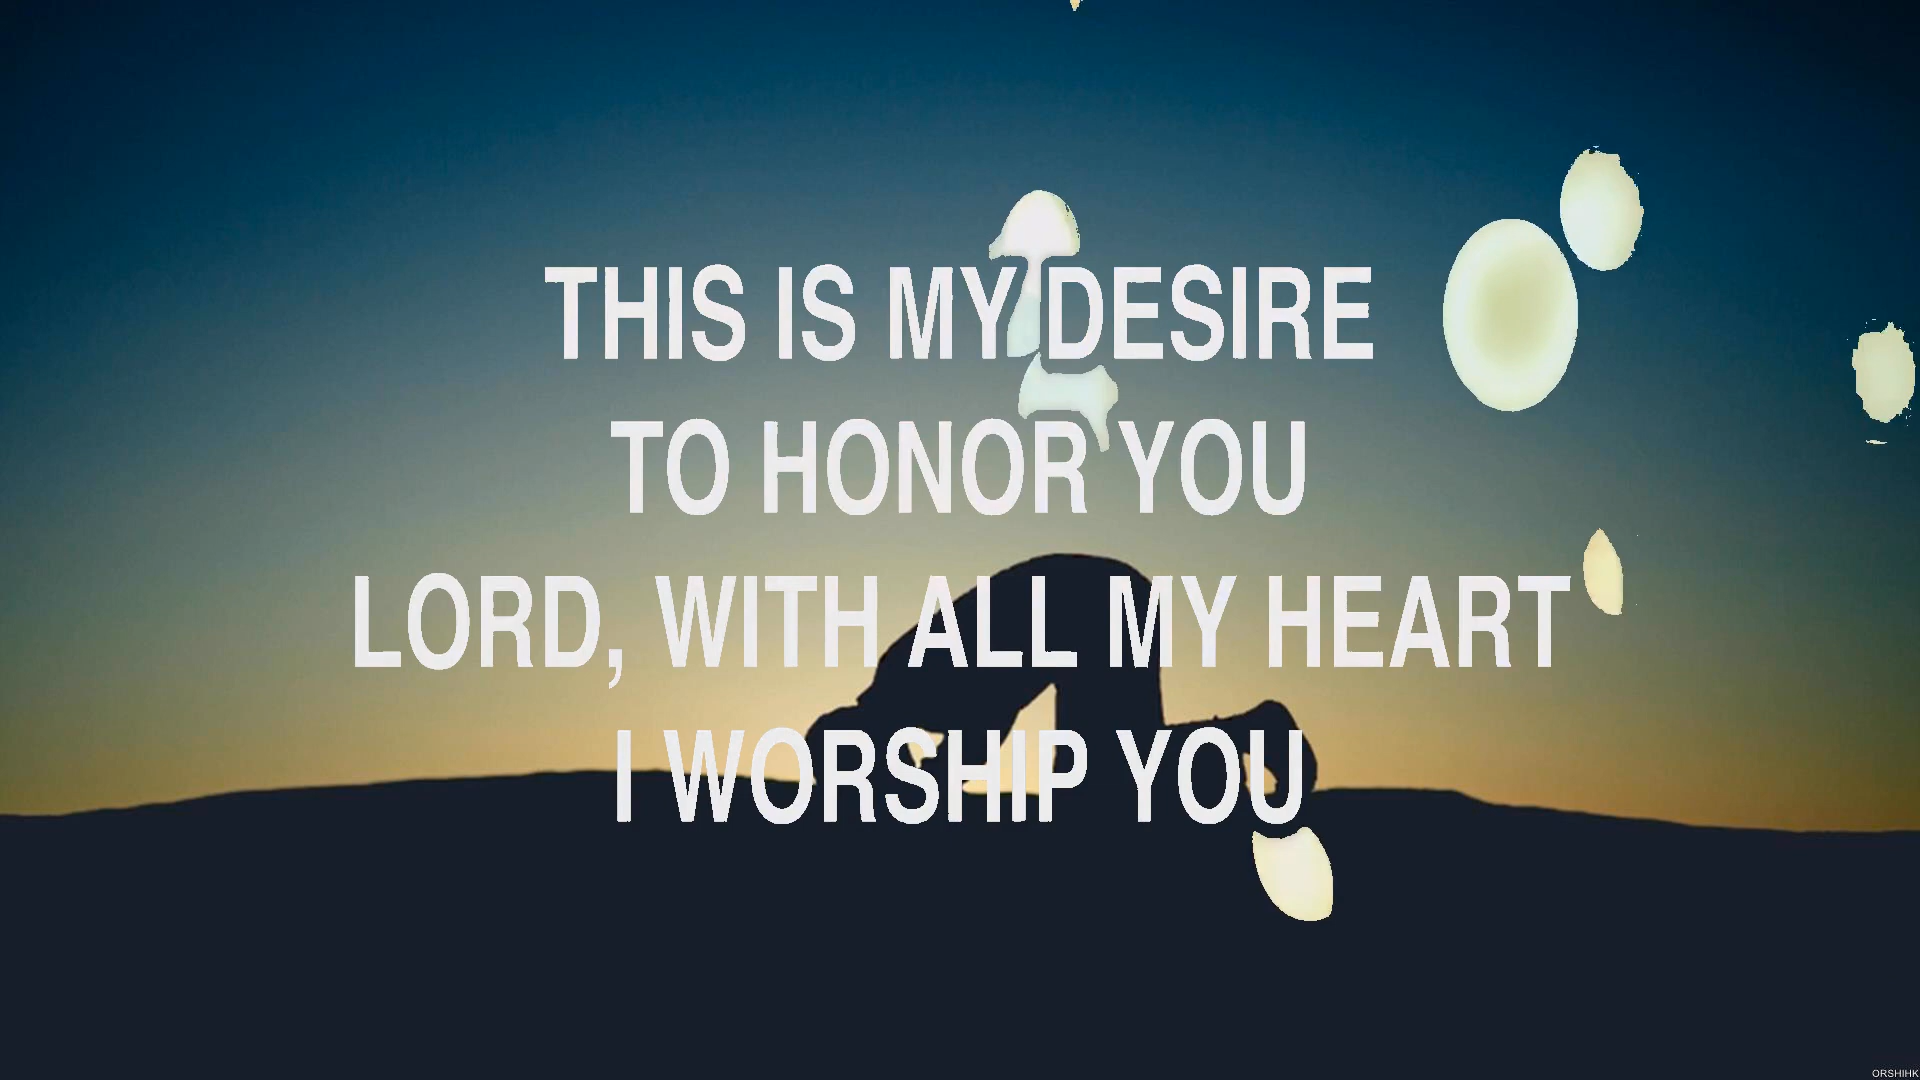 THIS IS MY DESIRE
TO HONOR YOU
LORD, WITH ALL MY HEART
I WORSHIP YOU
ORSHIHK